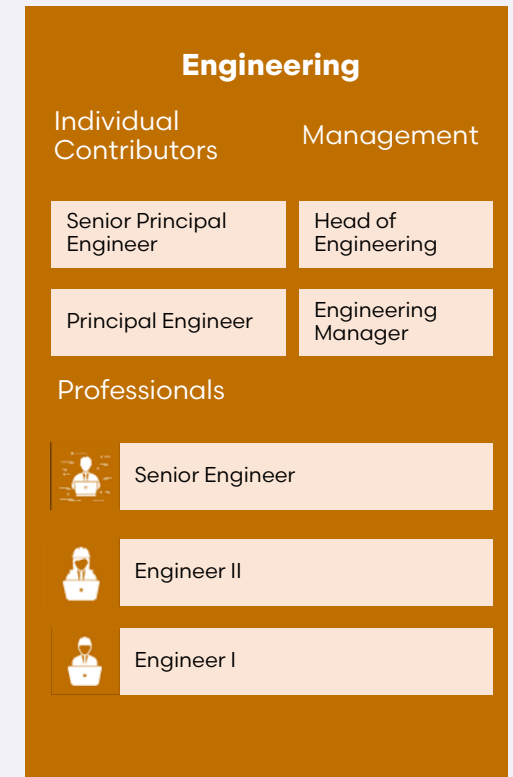 Engineering
Individual
Contributors
Management
Senior Principal
Engineer
Head of
Engineering
Principal Engineer
Engineering
Manager
Professionals
Senior Engineer
Engineer II
Engineer I